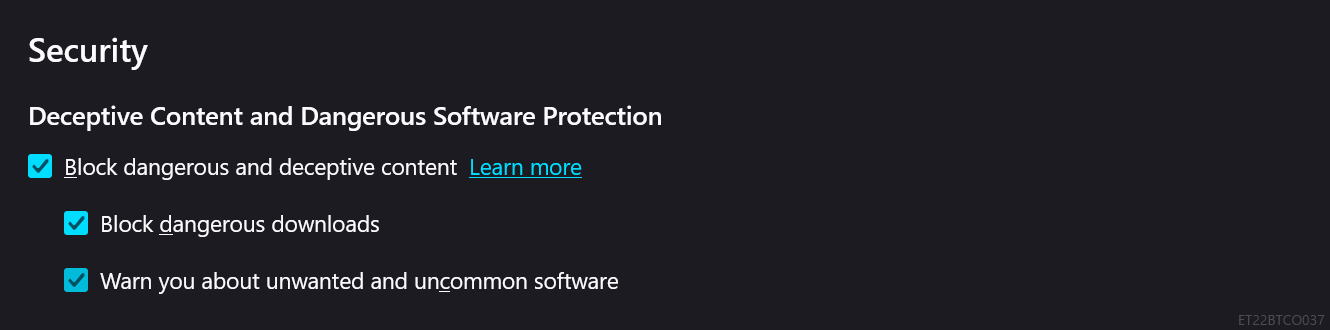 Security
Deceptive Content and Dangerous Software Protection
Block dangerous and deceptive content Learn more
Block dangerous downloads
Warn you about unwanted and uncommon software
ET22BTCO037